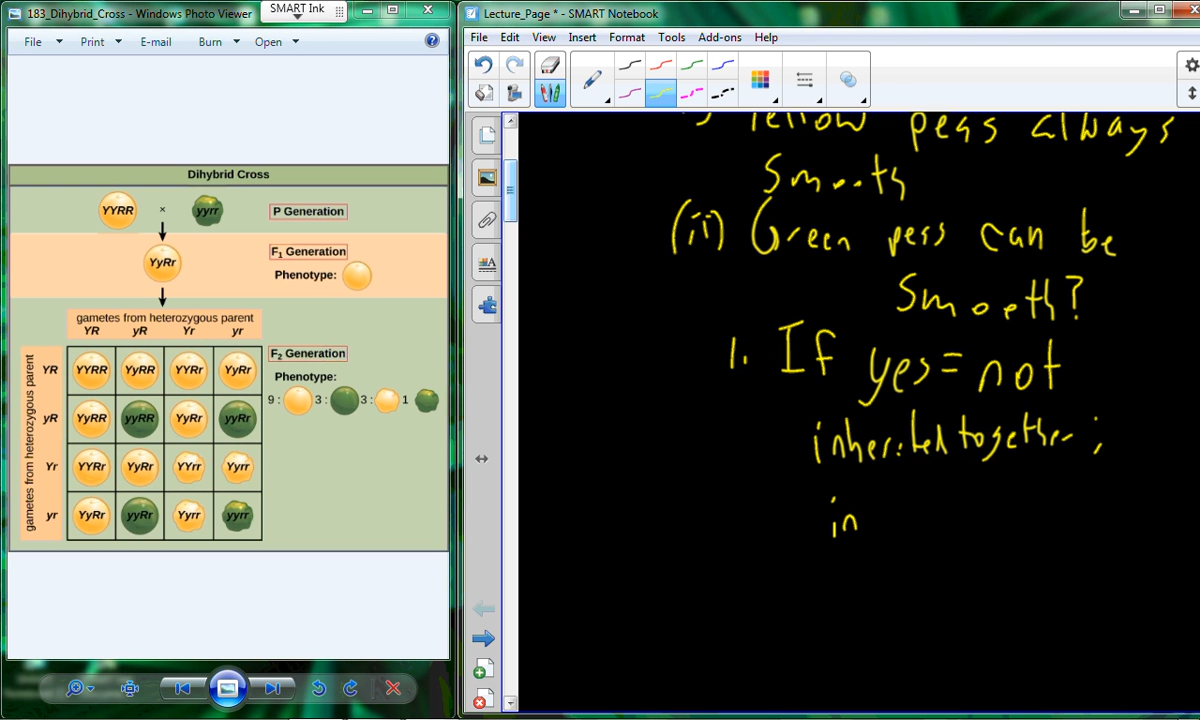 183_Dihybrid_Cross - Windows Photo Viewer
SMART Ink
File Print E-mail Burn Open
Dihybrid Cross
YYRR × yyrr P Generation
YyRr
F1 Generation
Phenotype:
gametes from heterozygous parent
YR yR Yr yr
gametes from heterozygous parent
YR YYRR YyRR YYRr YyRr
yR YyRR yyRR YyRr yyRr
Yr YYRr YyRr YYrr Yyrr
yr YyRr yyRr Yyrr yyrr
F2 Generation
Phenotype:
9 : 3 : 3 : 1
Lecture_Page * - SMART Notebook
File Edit View Insert Format Tools Add-ons Help
Yellow peas always
Smooth
(ii) Green peas can be
Smooth?
1. If yes = not
inherited together;
in